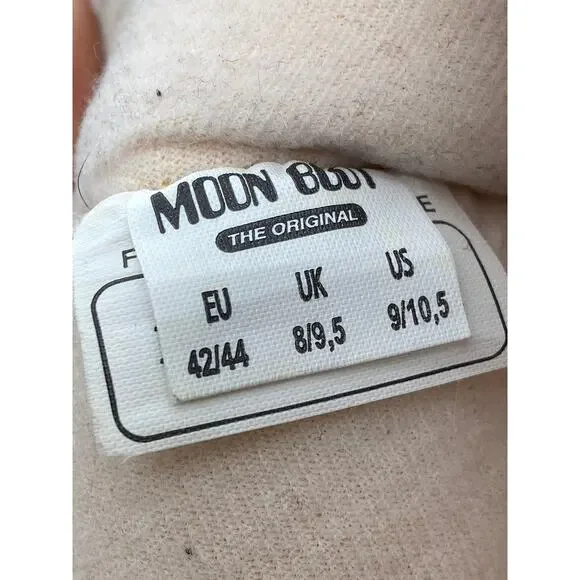 MOON BOOT
THE ORIGINAL
EU UK US
42/44 8/9,5 9/10,5